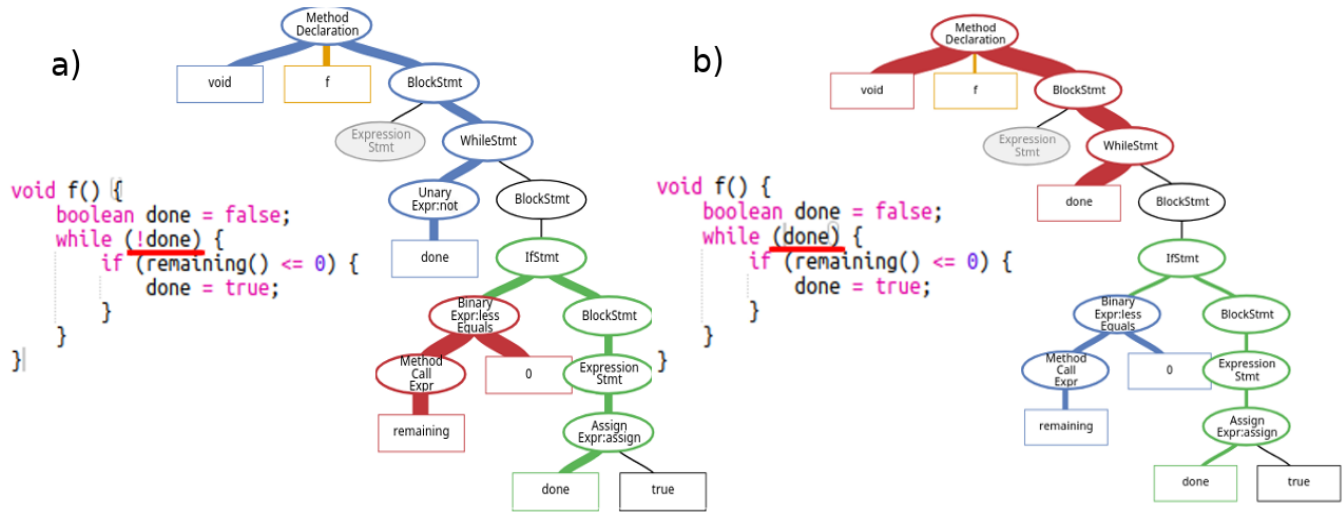 a)
Method
Declaration
void
f
BlockStmt
Expression
Stmt
WhileStmt
Unary
Expr:not
BlockStmt
done
IfStmt
Binary
Expr:less
Equals
BlockStmt
Method
Call
Expr
0
Expression
Stmt
remaining
Assign
Expr:assign
done
true
void f() {
boolean done = false;
while (!done) {
if (remaining() <= 0) {
done = true;
}
}
}
b)
Method
Declaration
void
f
BlockStmt
Expression
Stmt
WhileStmt
done
BlockStmt
IfStmt
Binary
Expr:less
Equals
BlockStmt
Method
Call
Expr
0
Expression
Stmt
remaining
Assign
Expr:assign
done
true
void f() {
boolean done = false;
while (done) {
if (remaining() <= 0) {
done = true;
}
}
}